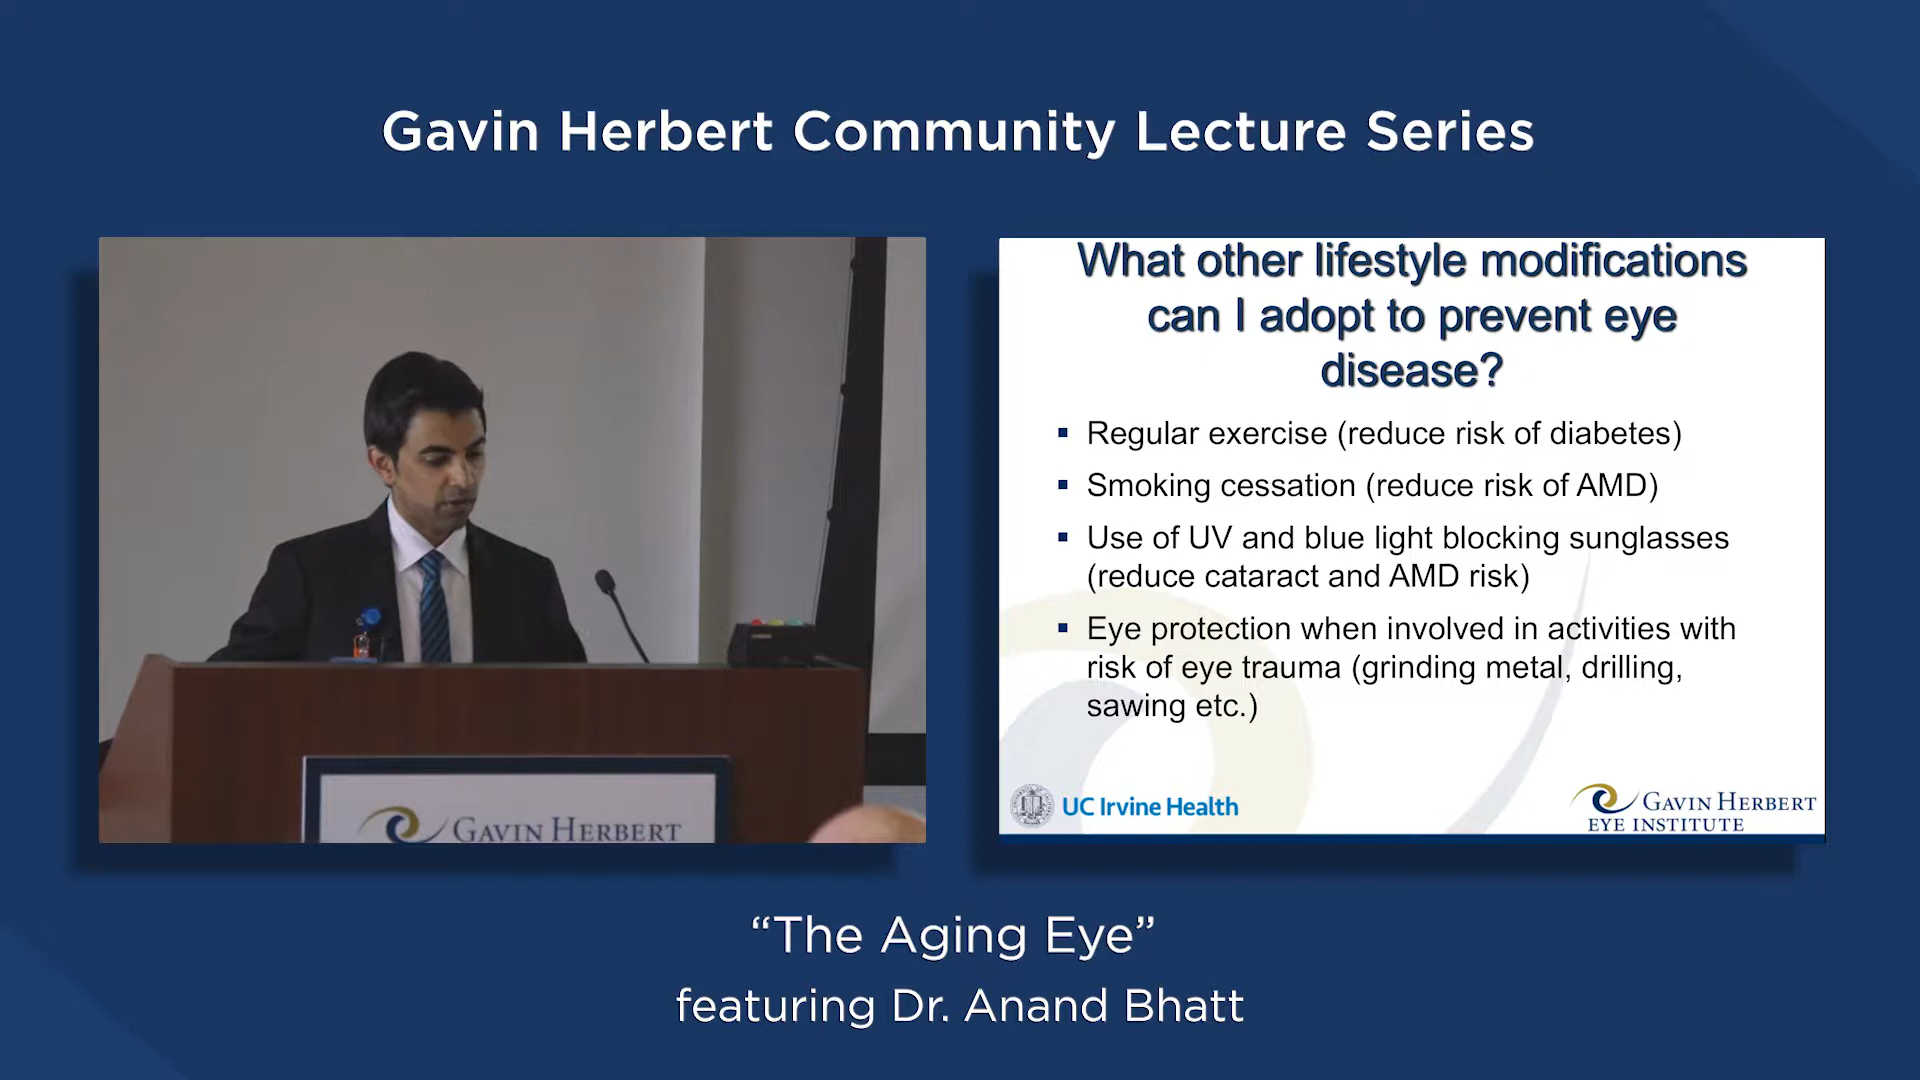 Gavin Herbert Community Lecture Series
GAVIN HERBERT
What other lifestyle modifications
can I adopt to prevent eye
disease?
▪ Regular exercise (reduce risk of diabetes)
▪ Smoking cessation (reduce risk of AMD)
▪ Use of UV and blue light blocking sunglasses
(reduce cataract and AMD risk)
▪ Eye protection when involved in activities with
risk of eye trauma (grinding metal, drilling,
sawing etc.)
UC Irvine Health
GAVIN HERBERT
EYE INSTITUTE
“The Aging Eye”
featuring Dr. Anand Bhatt